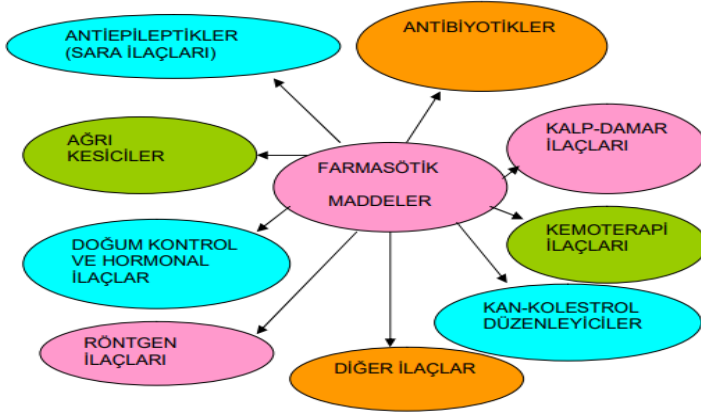 ANTİEPİLEPTİKLER
(SARA İLAÇLARI)
ANTİBİYOTİKLER
AĞRI
KESİCİLER
KALP-DAMAR
İLAÇLARI
FARMASÖTİK
MADDELER
DOĞUM KONTROL
VE HORMONAL
İLAÇLAR
KEMOTERAPİ
İLAÇLARI
KAN-KOLESTROL
DÜZENLEYİCİLER
RÖNTGEN
İLAÇLARI
DİĞER İLAÇLAR